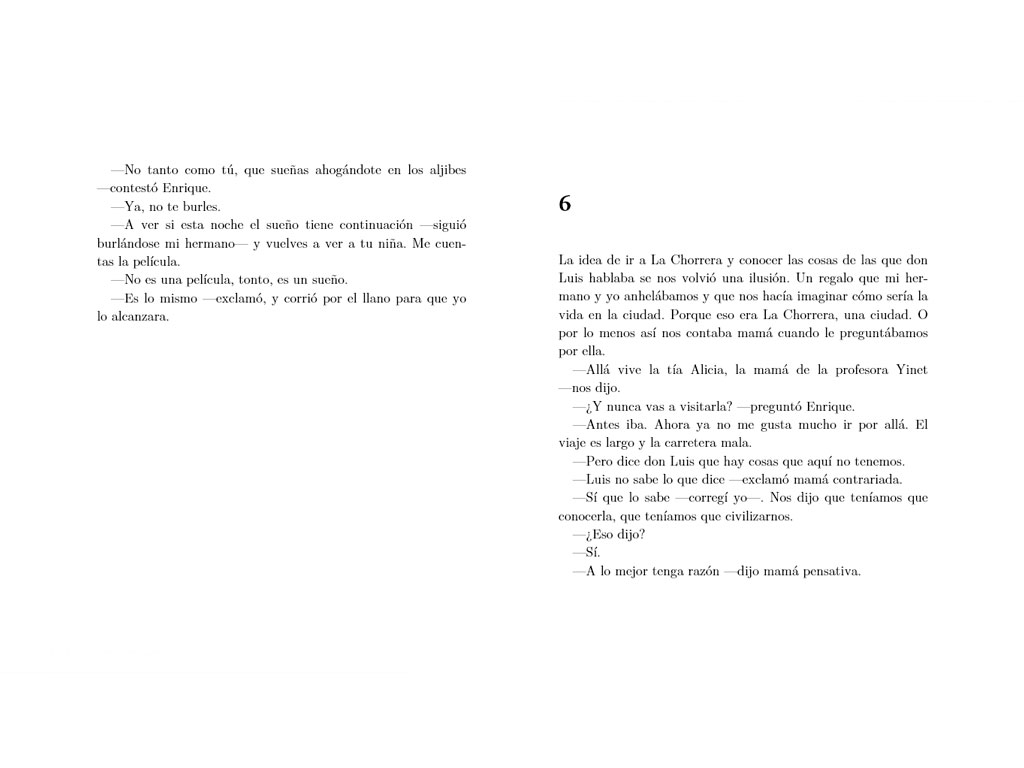 —No tanto como tú, que sueñas ahogándote en los aljibes
—contestó Enrique.
—Ya, no te burles.
—A ver si esta noche el sueño tiene continuación —siguió
burlándose mi hermano— y vuelves a ver a tu niña. Me cuen-
tas la película.
—No es una película, tonto, es un sueño.
—Es lo mismo —exclamó, y corrió por el llano para que yo
lo alcanzara.
6
La idea de ir a La Chorrera y conocer las cosas de las que don
Luis hablaba se nos volvió una ilusión. Un regalo que mi her-
mano y yo anhelábamos y que nos hacía imaginar cómo sería la
vida en la ciudad. Porque eso era La Chorrera, una ciudad. O
por lo menos así nos contaba mamá cuando le preguntábamos
por ella.
—Allá vive la tía Alicia, la mamá de la profesora Yinet
—nos dijo.
—¿Y nunca vas a visitarla? —preguntó Enrique.
—Antes iba. Ahora ya no me gusta mucho ir por allá. El
viaje es largo y la carretera mala.
—Pero dice don Luis que hay cosas que aquí no tenemos.
—Luis no sabe lo que dice —exclamó mamá contrariada.
—Sí que lo sabe —corregí yo—. Nos dijo que teníamos que
conocerla, que teníamos que civilizarnos.
—¿Eso dijo?
—Sí.
—A lo mejor tenga razón —dijo mamá pensativa.